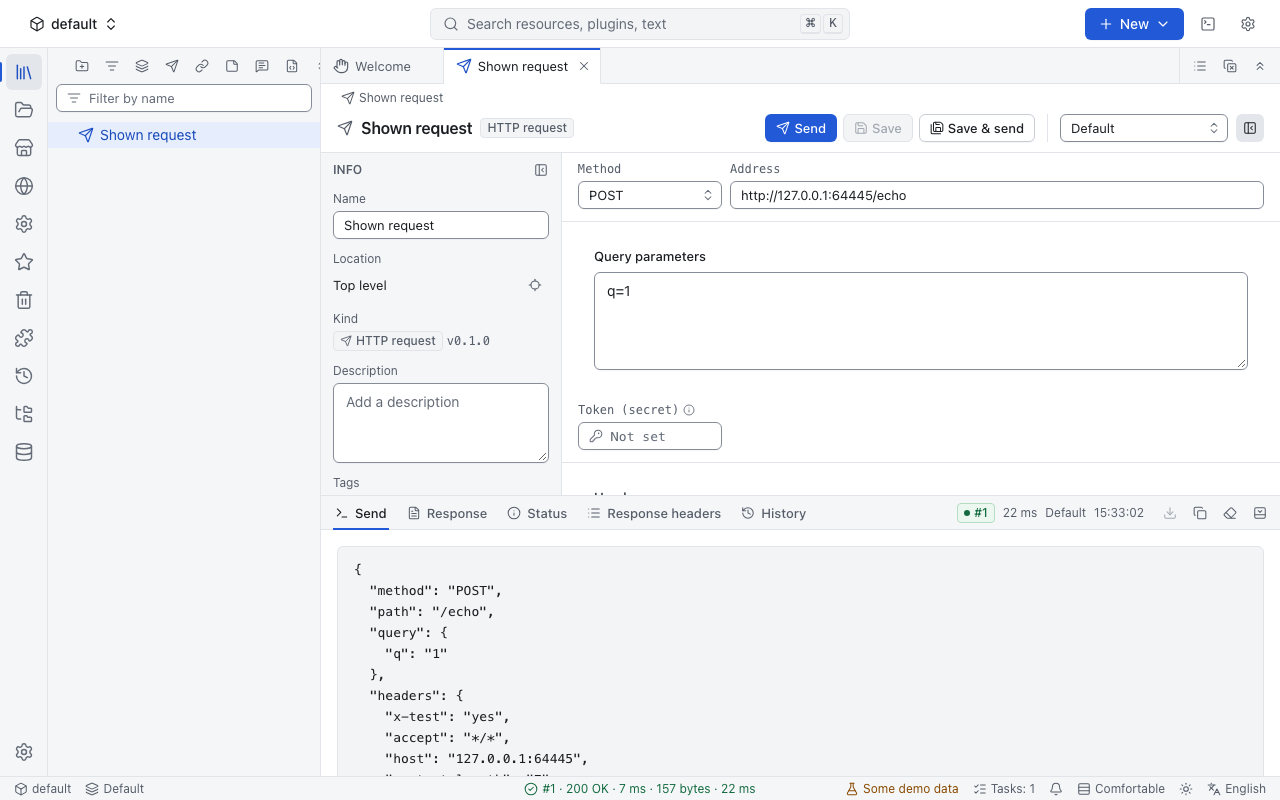 default
Search resources, plugins, text
⌘ K
New
Filter by name
Shown request
Welcome
Shown request
Shown request
Shown request
HTTP request
Send
Save
Save & send
Default
INFO
Name
Shown request
Location
Top level
Kind
HTTP request v0.1.0
Description
Add a description
Tags
Method
Address
POST
http://127.0.0.1:64445/echo
Query parameters
q=1
Token (secret)
Not set
Send
Response
Status
Response headers
History
#1
22 ms
Default
15:33:02
{
"method": "POST",
"path": "/echo",
"query": {
"q": "1"
},
"headers": {
"x-test": "yes",
"accept": "*/*",
"host": "127.0.0.1:64445",
default
Default
#1 · 200 OK · 7 ms · 157 bytes · 22 ms
Some demo data
Tasks: 1
Comfortable
English